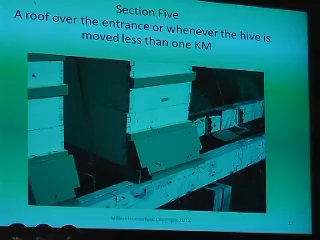 Section Five
A roof over the entrance or whenever the hive is
moved less than one KM